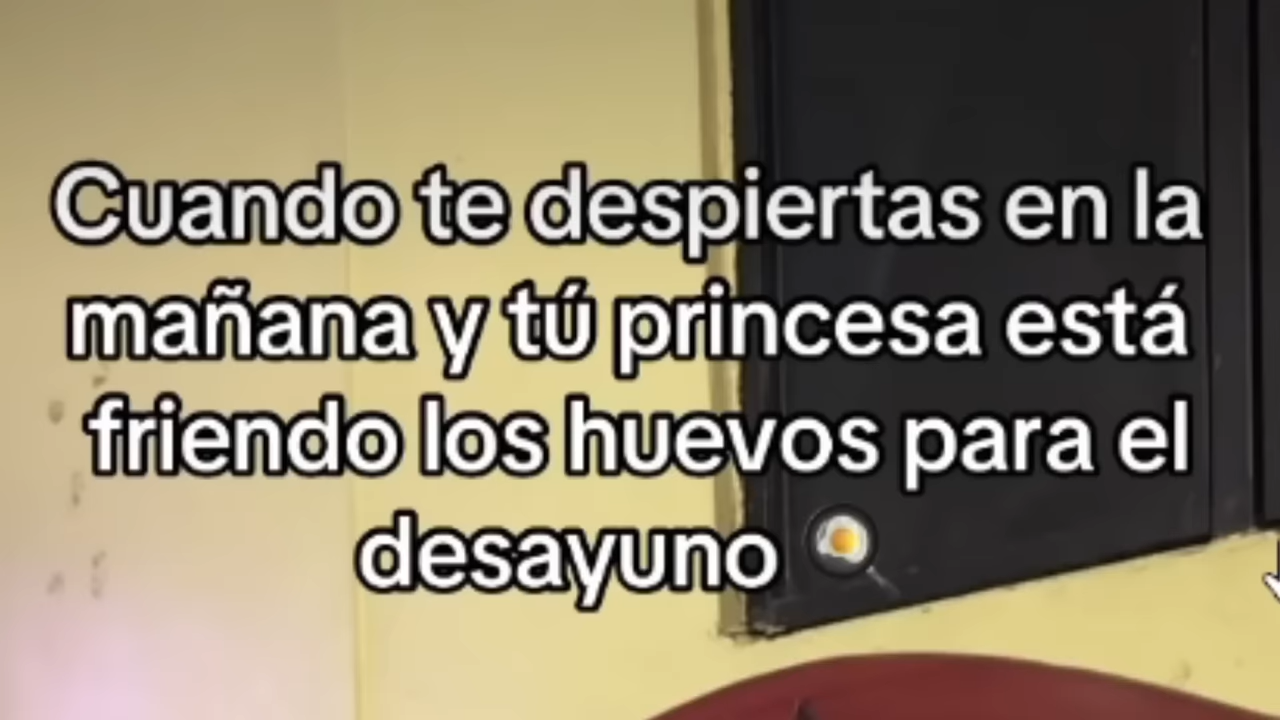 Cuando te despiertas en la
mañana y tú princesa está
friendo los huevos para el
desayuno 🍳